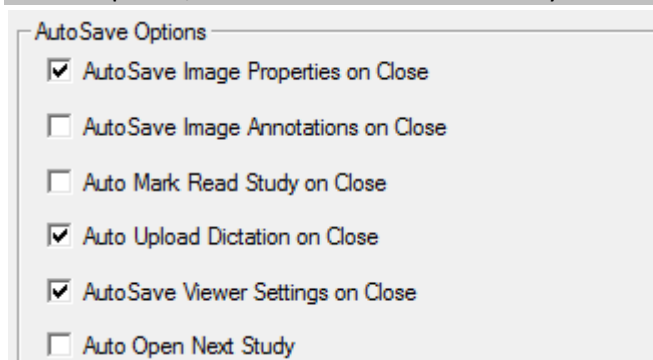 AutoSave Options
AutoSave Image Properties on Close
AutoSave Image Annotations on Close
Auto Mark Read Study on Close
Auto Upload Dictation on Close
AutoSave Viewer Settings on Close
Auto Open Next Study